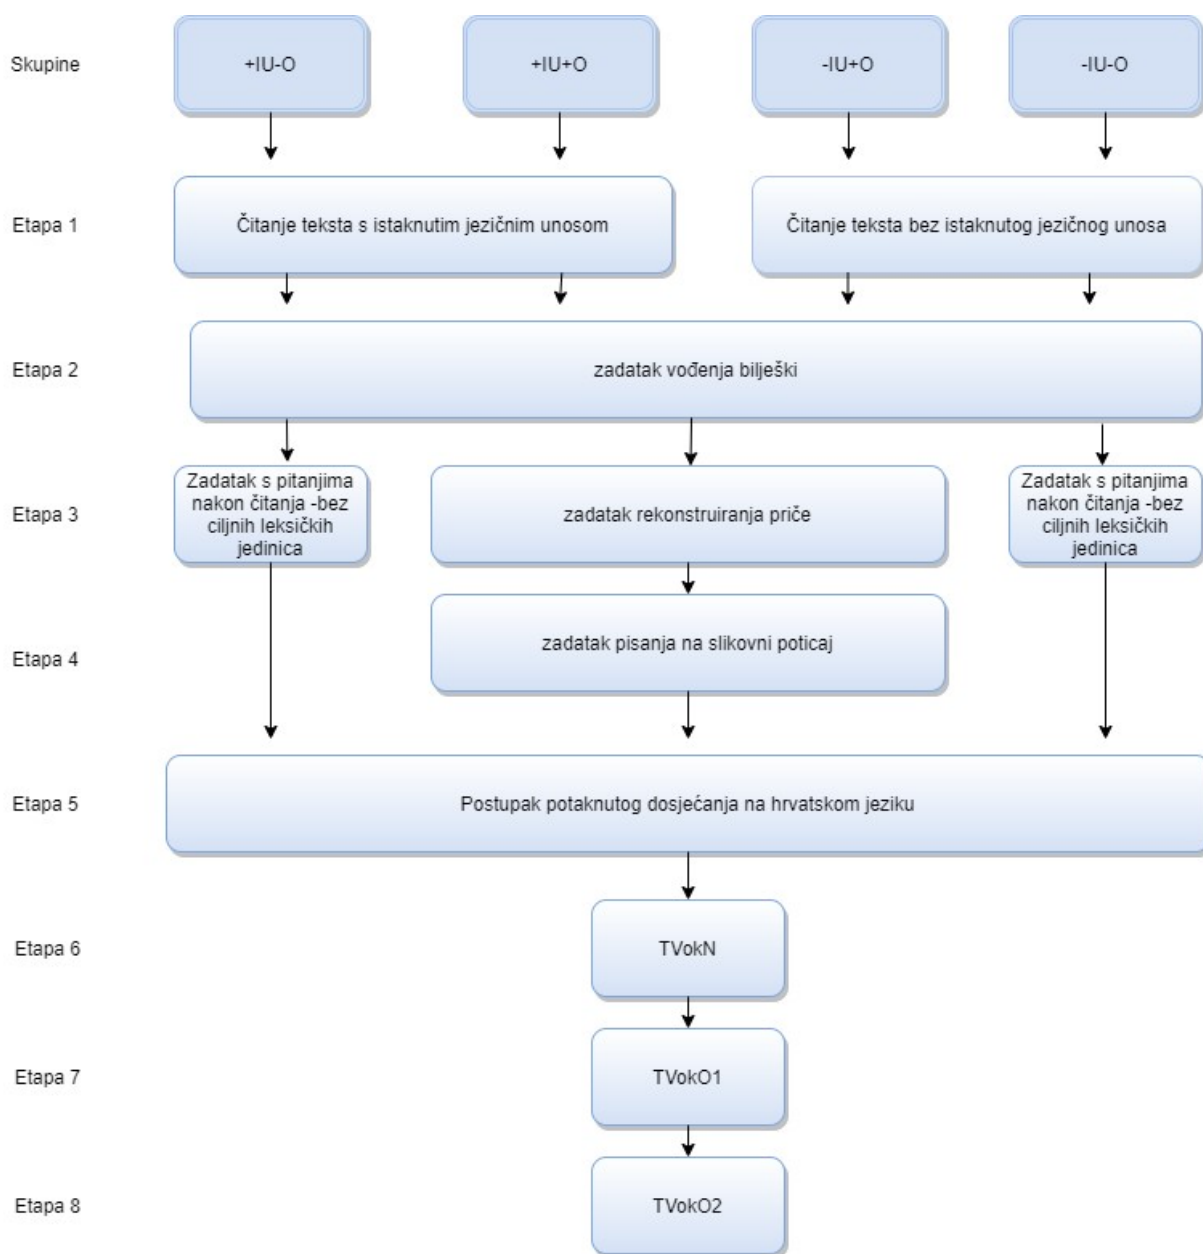 Skupine
+IU-O
+IU+O
-IU+O
-IU-O
Etapa 1
Čitanje teksta s istaknutim jezičnim unosom
Čitanje teksta bez istaknutog jezičnog unosa
Etapa 2
zadatak vođenja bilješki
Etapa 3
Zadatak s pitanjima
nakon čitanja -bez
ciljnih leksičkih
jedinica
zadatak rekonstruiranja priče
Zadatak s pitanjima
nakon čitanja -bez
ciljnih leksičkih
jedinica
Etapa 4
zadatak pisanja na slikovni poticaj
Etapa 5
Postupak potaknutog dosjećanja na hrvatskom jeziku
Etapa 6
TVokN
Etapa 7
TVokO1
Etapa 8
TVokO2